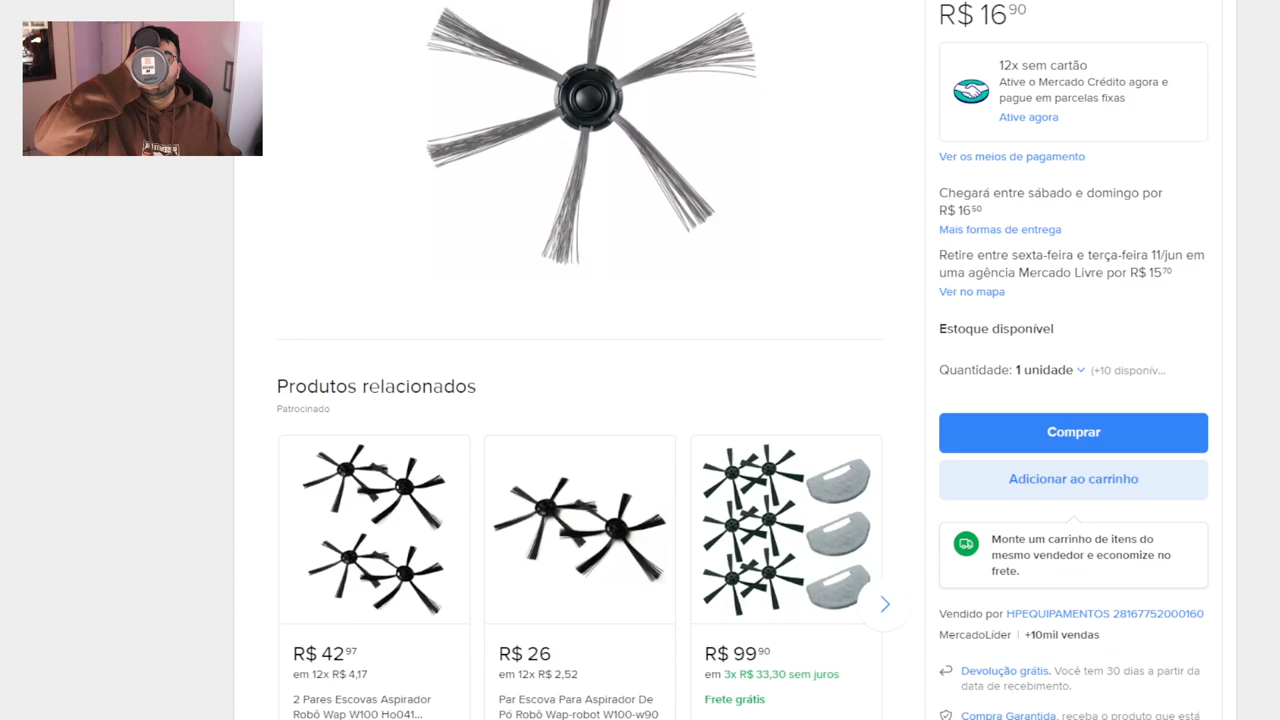 R$ 16⁹⁰
12x sem cartão
Ative o Mercado Crédito agora e
pague em parcelas fixas
Ative agora
Ver os meios de pagamento
Chegará entre sábado e domingo por
R$ 16⁵⁰
Mais formas de entrega
Retire entre sexta-feira e terça-feira 11/jun em
uma agência Mercado Livre por R$ 15⁷⁰
Ver no mapa
Estoque disponível
Quantidade: 1 unidade (+10 disponív...
Comprar
Adicionar ao carrinho
Monte um carrinho de itens do
mesmo vendedor e economize no
frete.
Vendido por HPEQUIPAMENTOS 28167752000160
MercadoLíder | +10mil vendas
Devolução grátis. Você tem 30 dias a partir da
data de recebimento.
Compra Garantida, receba o produto que está
Produtos relacionados
Patrocinado
R$ 42⁹⁷
em 12x R$ 4,17
2 Pares Escovas Aspirador
Robô Wap W100 Ho041...
R$ 26
em 12x R$ 2,52
Par Escova Para Aspirador De
Pó Robô Wap-robot W100-w90
R$ 99⁹⁰
em 3x R$ 33,30 sem juros
Frete grátis